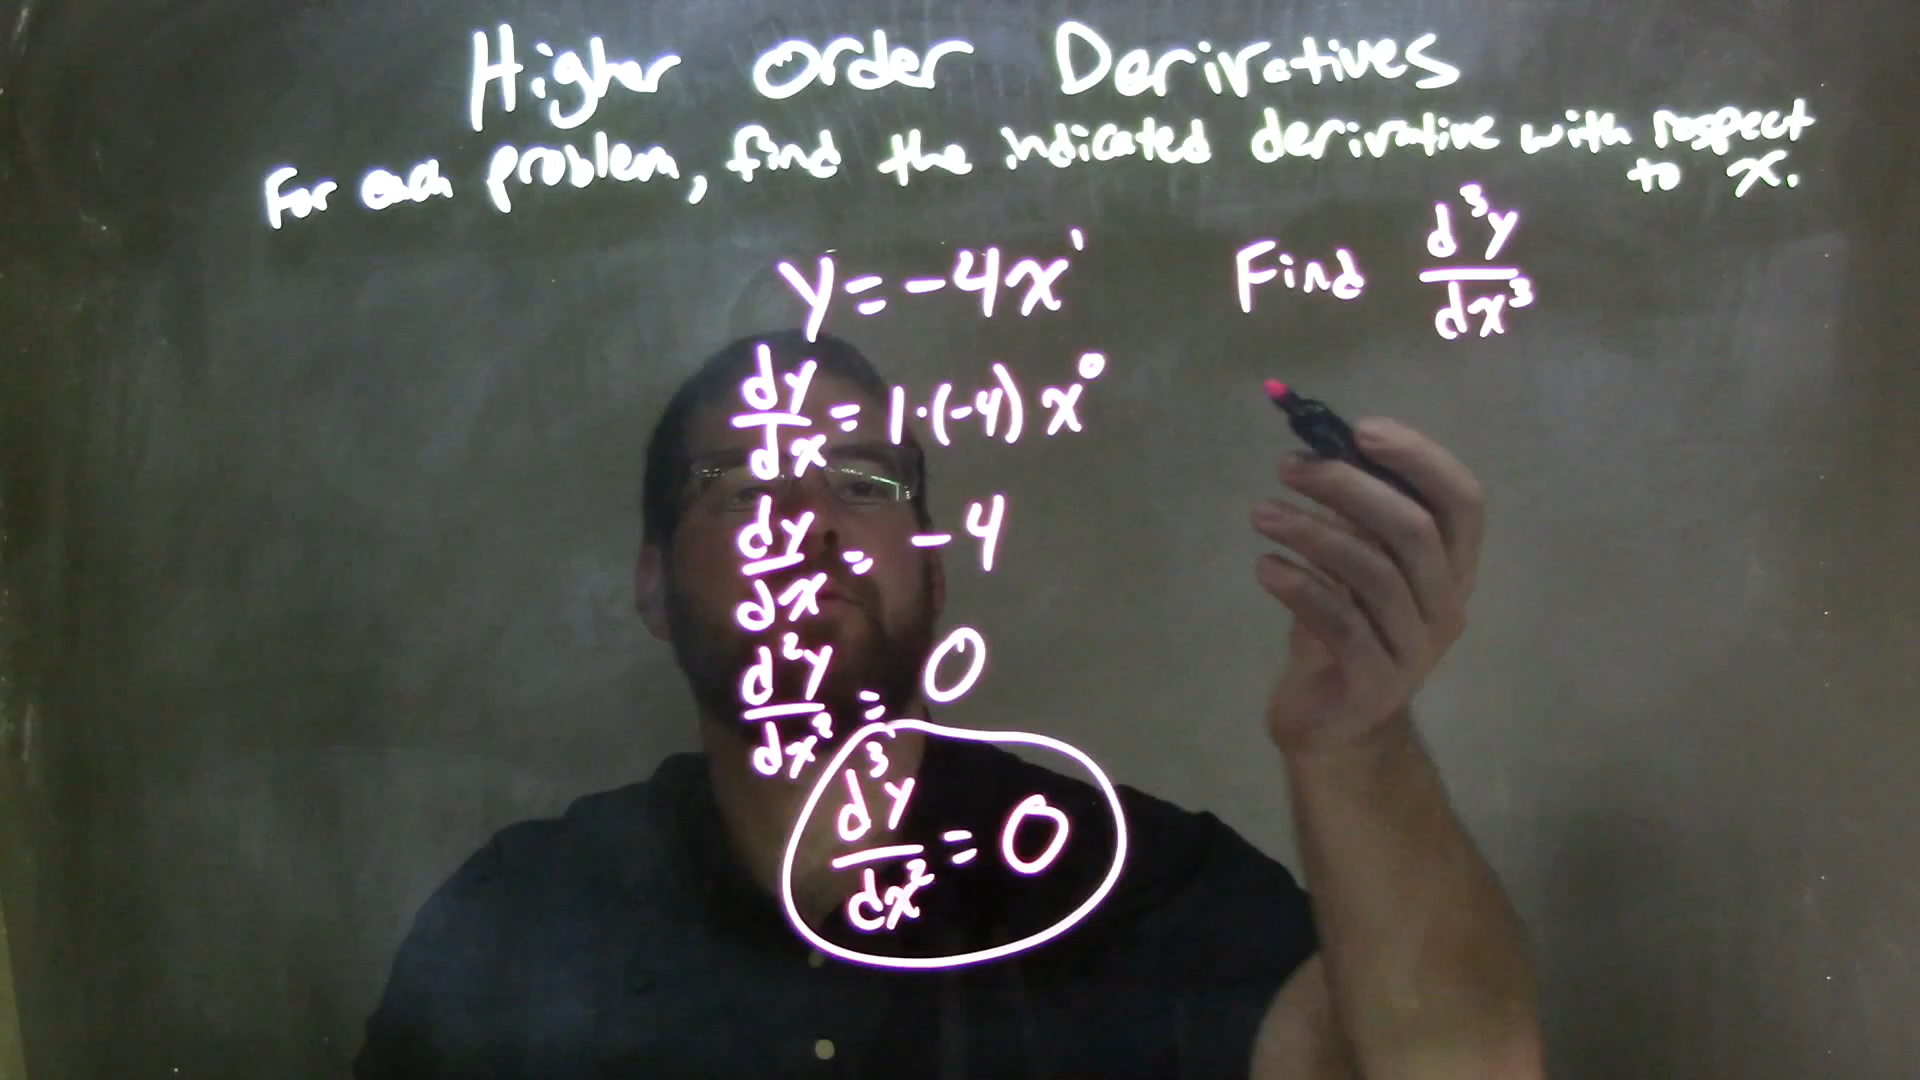 Higher Order Derivatives
For each problem, find the indicated derivative with respect
to x.
y = -4x¹ Find d³y/dx³
dy/dx = 1·(-4) x⁰
dy/dx = -4
d²y/dx² = 0
d³y/dx² = 0